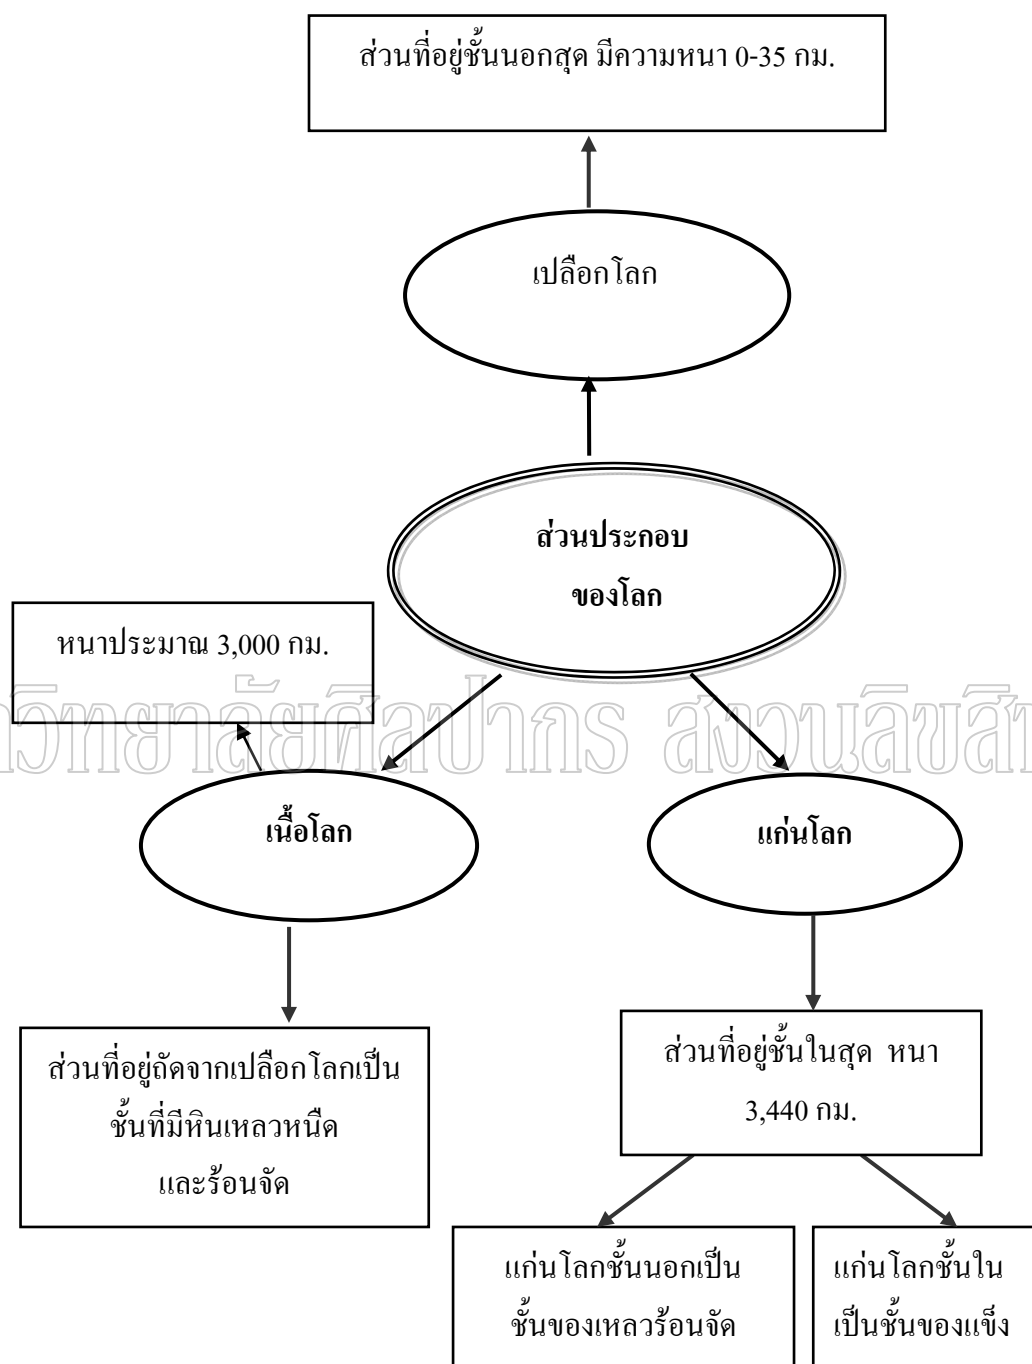 ส่วนที่อยู่ชั้นนอกสุด มีความหนา 0-35 กม.
เปลือกโลก
ส่วนประกอบ
ของโลก
หนาประมาณ 3,000 กม.
เนื้อโลก
แก่นโลก
ส่วนที่อยู่ถัดจากเปลือกโลกเป็น
ชั้นที่มีหินเหลวหนืด
และร้อนจัด
ส่วนที่อยู่ชั้นในสุด หนา
3,440 กม.
แก่นโลกชั้นนอกเป็น
ชั้นของเหลวร้อนจัด
แก่นโลกชั้นใน
เป็นชั้นของแข็ง